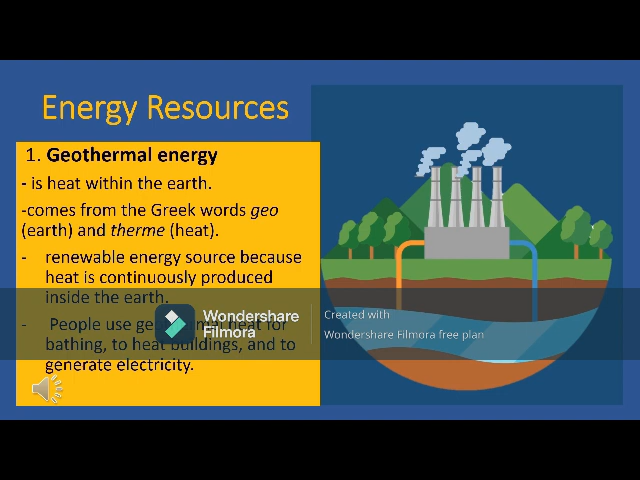 Energy Resources
1. Geothermal energy
- is heat within the earth.
-comes from the Greek words geo
(earth) and therme (heat).
- renewable energy source because
heat is continuously produced
inside the earth.
- People use geothermal heat for
bathing, to heat buildings, and to
generate electricity.
Wondershare
Filmora
Created with
Wondershare Filmora free plan